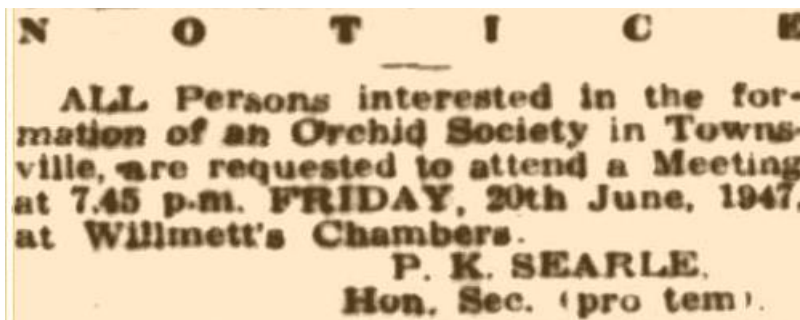 N O T I C E
ALL Persons interested in the for-
mation of an Orchid Society in Towns-
ville, are requested to attend a Meeting
at 7.45 p.m. FRIDAY, 20th June, 1947,
at Willmett's Chambers.
P. K. SEARLE,
Hon. Sec. (pro tem).